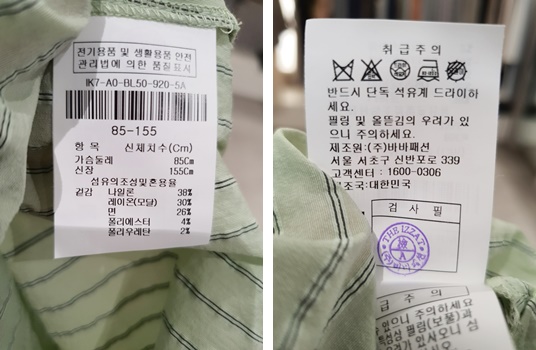 전기용품 및 생활용품 안전
관리법에 의한 품질표시
IK7-A0-BL50-920-5A
85-155
항 목 신체치수(Cm)
가슴둘레 85Cm
신장 155Cm
섬유의조성및혼용율
겉감 나일론 38%
레이온(모달) 30%
면 26%
폴리에스터 4%
폴리우레탄 2%
취급주의
반드시 단독 석유계 드라이하
세요.
필링 및 올뜯김의 우려가 있
으니 주의하세요.
제조원:(주)바바패션
서울 서초구 신반포로 339
고객센터 : 1600-0306
조국:대한민국
검 사 필
THE IZZAT
검
A
급 주 의